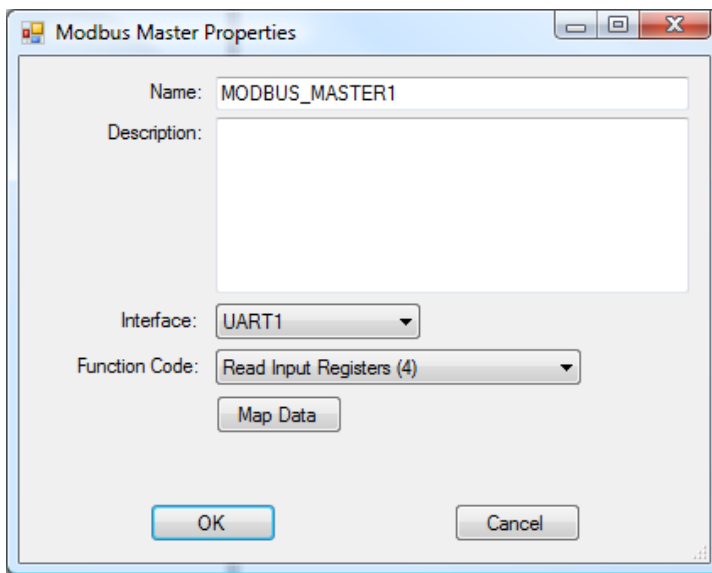 Modbus Master Properties
Name: MODBUS_MASTER1
Description:
Interface: UART1
Function Code: Read Input Registers (4)
Map Data
OK Cancel